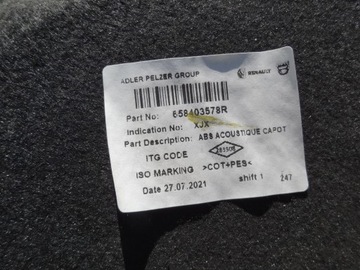 ADLER PELZER GROUP RENAULT
Part No: 658403578R
Indication No: XJX
Part Description: ABS ACOUSTIQUE CAPOT
ITG CODE
ISO MARKING >COT+PES<
Date 27.07.2021 shift 1 247